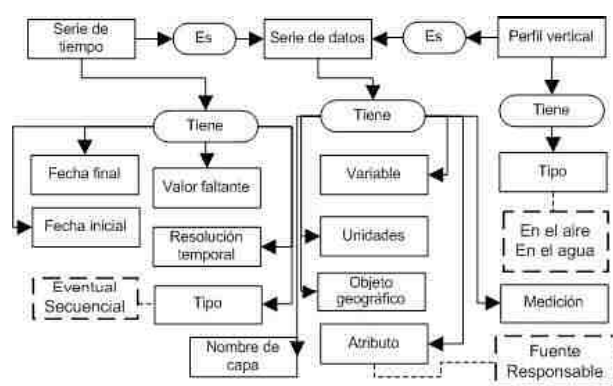 Serie de
tiempo
Es
Serie de datos
Es
Perfil vertical
Tiene
Tiene
Tiene
Fecha final
Valor faltante
Variable
Tipo
Fecha inicial
Resolución
temporal
Unidades
En el aire
En el agua
Eventual
Secuencial
Tipo
Objeto
geográfico
Medición
Nombre de
capa
Atributo
Fuente
Responsable